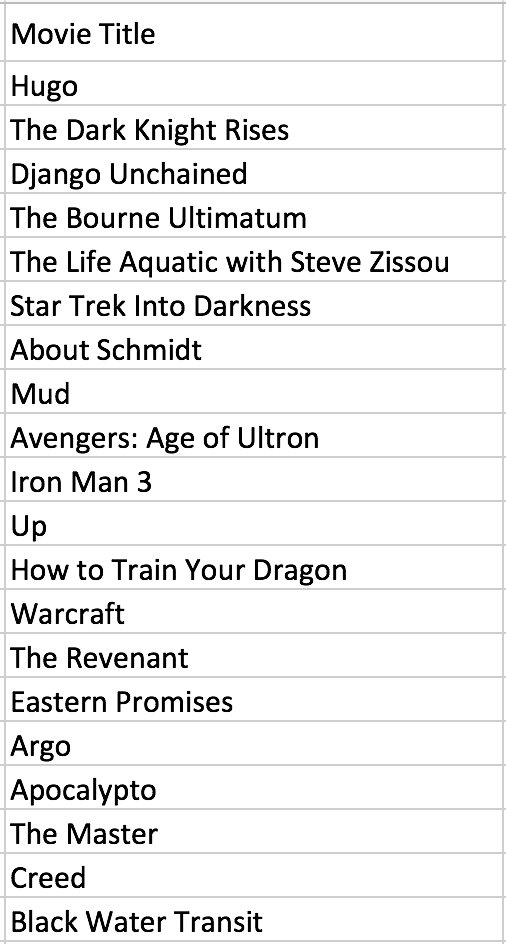 Movie Title
Hugo
The Dark Knight Rises
Django Unchained
The Bourne Ultimatum
The Life Aquatic with Steve Zissou
Star Trek Into Darkness
About Schmidt
Mud
Avengers: Age of Ultron
Iron Man 3
Up
How to Train Your Dragon
Warcraft
The Revenant
Eastern Promises
Argo
Apocalypto
The Master
Creed
Black Water Transit